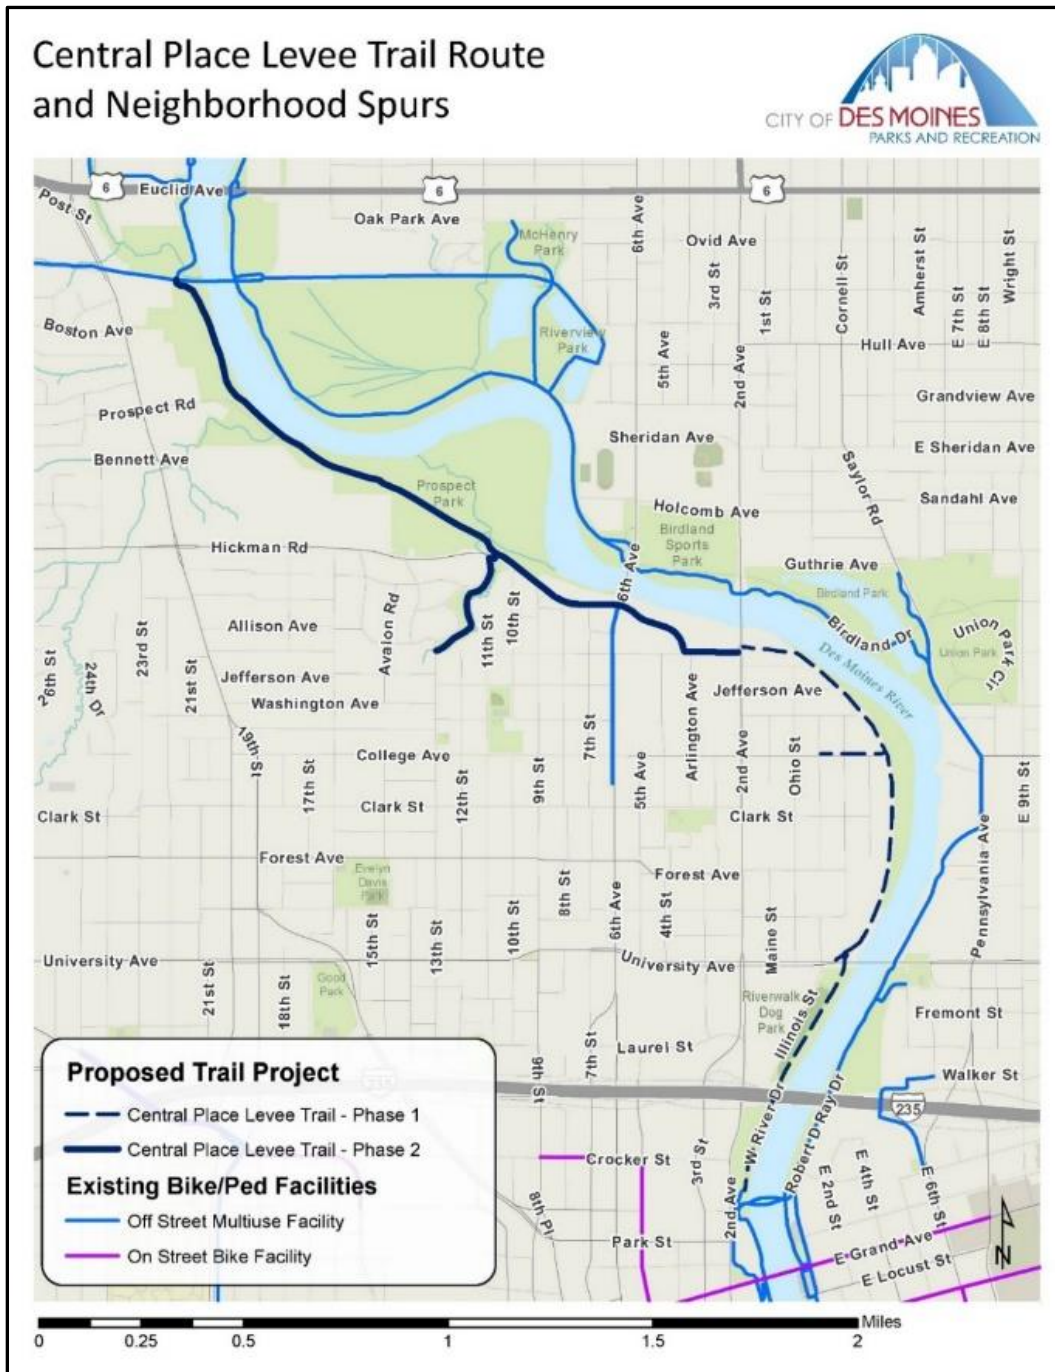 Central Place Levee Trail Route
and Neighborhood Spurs
CITY OF DES MOINES
PARKS AND RECREATION
6
Euclid Ave
6
6
Post St
Oak Park Ave
McHenry
Park
6th Ave
Ovid Ave
3rd St
1st St
Cornell St
Amherst St
E 7th St
E 8th St
Wright St
Boston Ave
Riverview
Park
5th Ave
2nd Ave
Hull Ave
Prospect Rd
Grandview Ave
Bennett Ave
Sheridan Ave
E Sheridan Ave
Prospect
Park
Saylor Rd
Sandahl Ave
Holcomb Ave
Birdland
Sports
Park
Hickman Rd
6th Ave
Guthrie Ave
Birdland Park
Birdland Dr
Union Park Cir
Union Park
Des Moines River
Allison Ave
Avalon Rd
11th St
10th St
26th St
24th Dr
23rd St
21st St
Jefferson Ave
Washington Ave
Jefferson Ave
Arlington Ave
19th St
College Ave
7th St
Ohio St
17th St
12th St
9th St
5th Ave
2nd Ave
E 9th St
Clark St
Clark St
Clark St
Forest Ave
Forest Ave
Evelyn
Davis
Park
Pennsylvania Ave
8th St
15th St
13th St
10th St
6th Ave
4th St
Maine St
University Ave
University Ave
21st St
18th St
Good
Park
Riverwalk
Dog
Park
Illinois St
Fremont St
Laurel St
7th St
9th St
Walker St
235
W River Dr
Robert D Ray Dr
Crocker St
3rd St
E 2nd St
E 4th St
E 6th St
8th Pl
2nd Ave
Park St
E Grand Ave
E Locust St
N
Proposed Trail Project
Central Place Levee Trail - Phase 1
Central Place Levee Trail - Phase 2
Existing Bike/Ped Facilities
Off Street Multiuse Facility
On Street Bike Facility
0 0.25 0.5 1 1.5 2 Miles